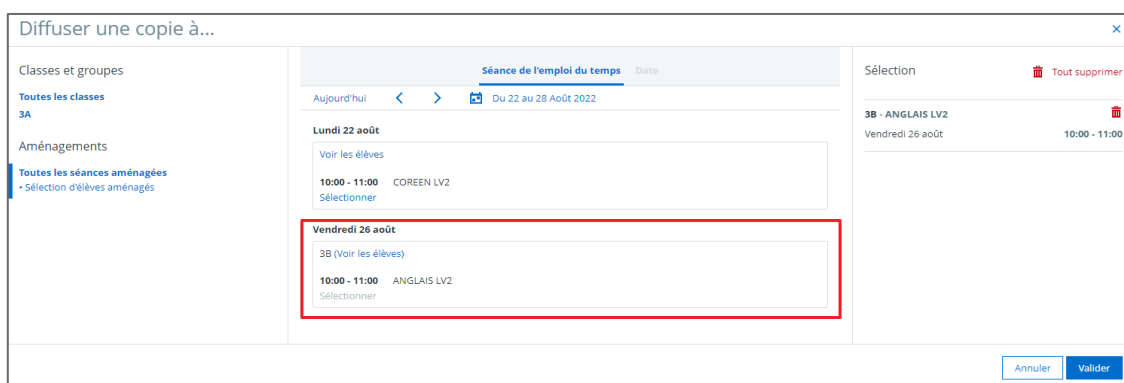 Diffuser une copie à...
×
Classes et groupes
Toutes les classes
3A
Aménagements
Toutes les séances aménagées
• Sélection d'élèves aménagés
Séance de l'emploi du temps Date
Aujourd'hui < > Du 22 au 28 Août 2022
Lundi 22 août
Voir les élèves
10:00 - 11:00 COREEN LV2
Sélectionner
Vendredi 26 août
3B (Voir les élèves)
10:00 - 11:00 ANGLAIS LV2
Sélectionner
Sélection Tout supprimer
3B - ANGLAIS LV2
Vendredi 26 août 10:00 - 11:00
Annuler Valider